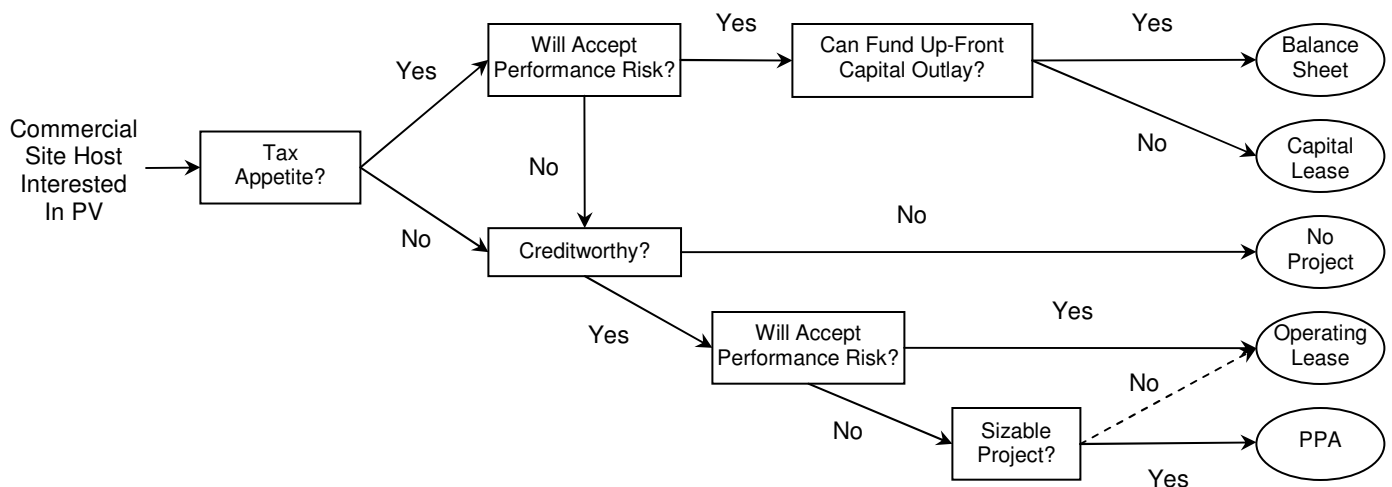 Commercial
Site Host
Interested
In PV
Tax
Appetite?
Yes
No
Will Accept
Performance Risk?
Yes
No
Can Fund Up-Front
Capital Outlay?
Yes
No
Balance
Sheet
Capital
Lease
Creditworthy?
No
Yes
No
Project
Will Accept
Performance Risk?
Yes
No
Operating
Lease
Sizable
Project?
No
Yes
PPA